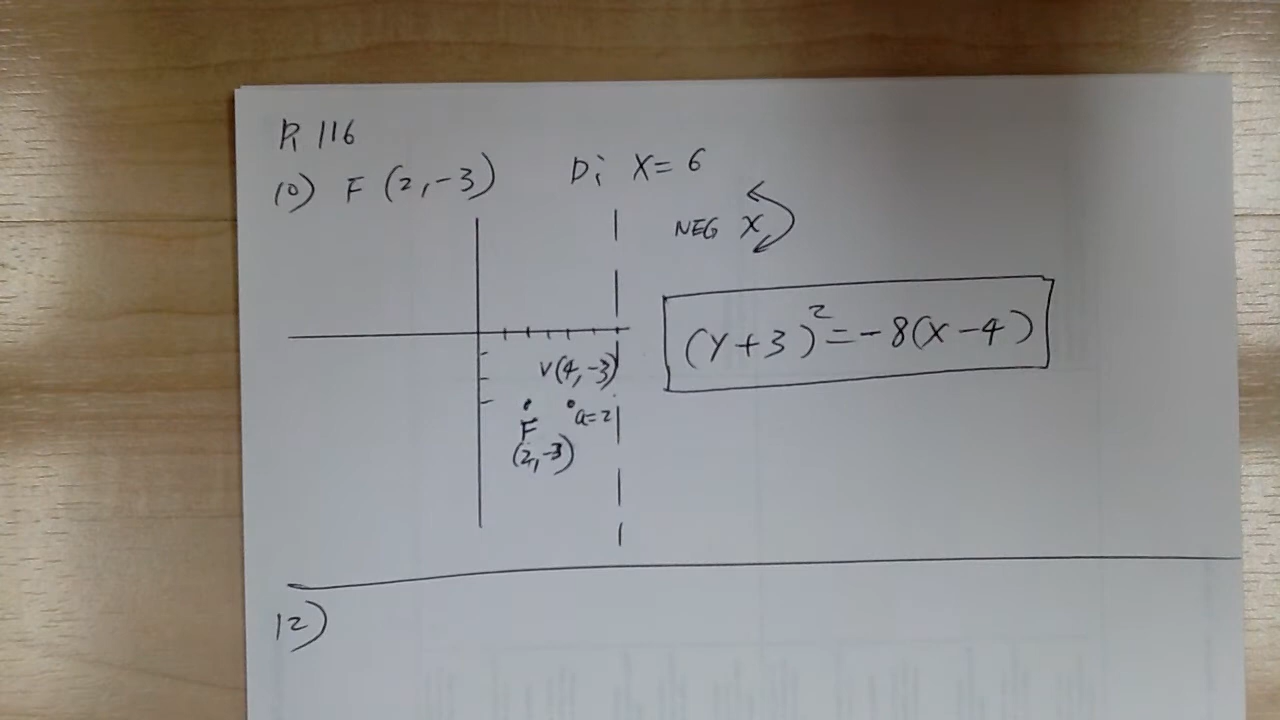 P. 116
10) F (2, -3) D: X = 6
NEG X
(Y + 3)² = -8(X - 4)
V(4, -3)
a = 2
F
(2, -3)
12)